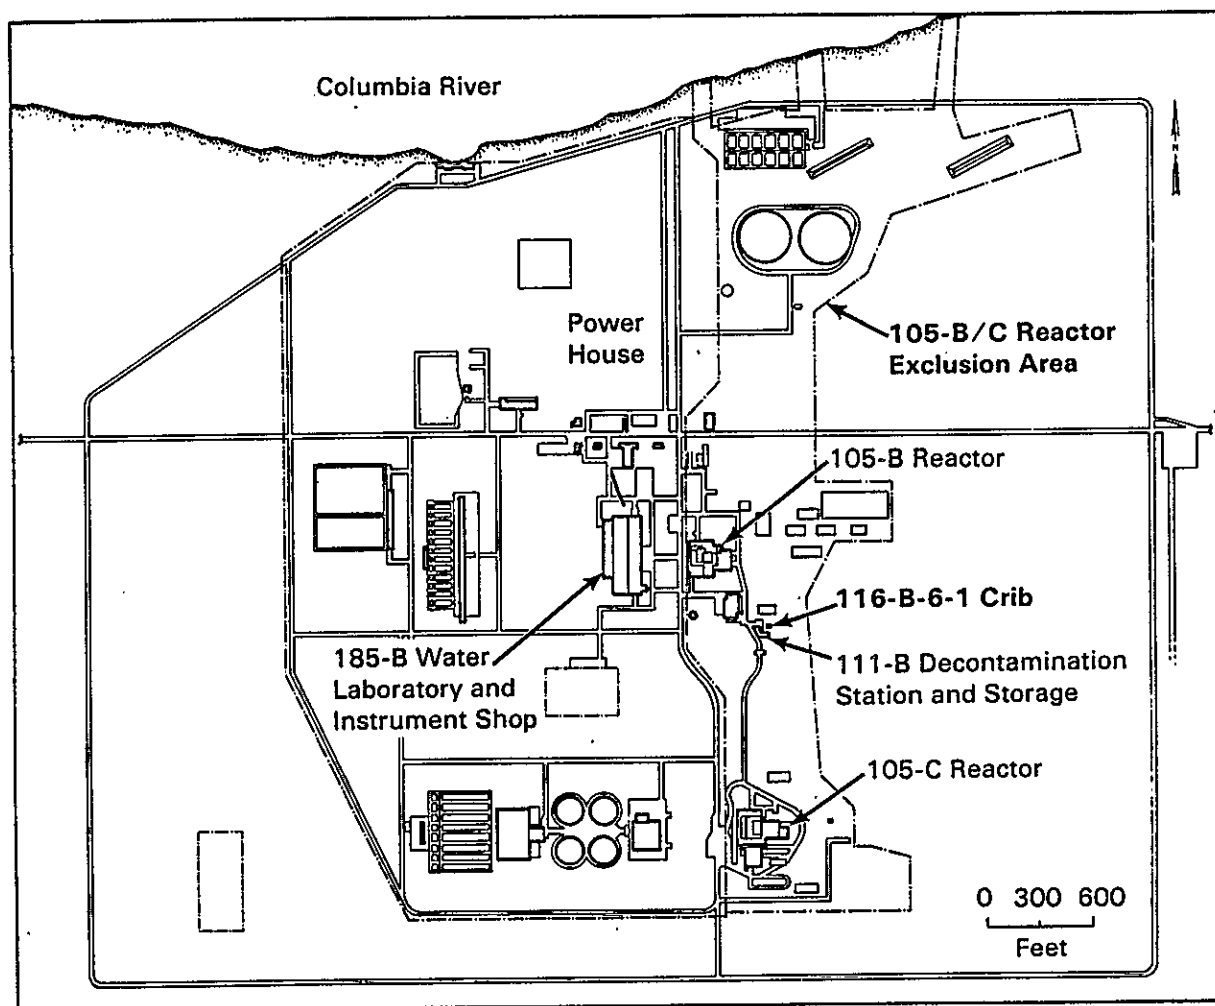 Columbia River
N
Power
House
105-B/C Reactor
Exclusion Area
105-B Reactor
116-B-6-1 Crib
185-B Water
Laboratory and
Instrument Shop
111-B Decontamination
Station and Storage
105-C Reactor
0 300 600
Feet